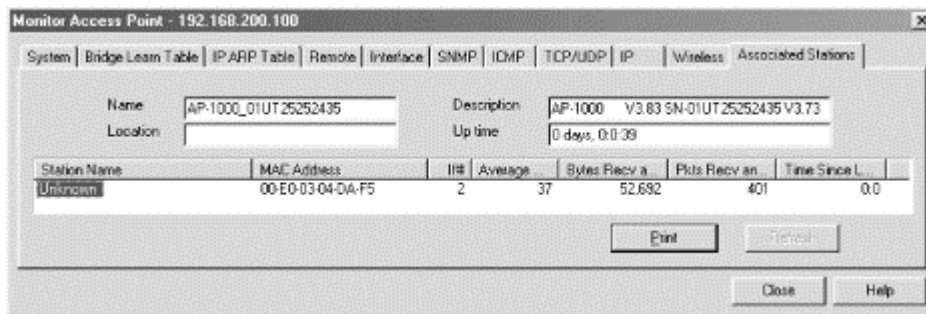 Monitor Access Point - 192.168.200.100
System Bridge Learn Table IP ARP Table Remote Interface SNMP ICMP TCP/UDP IP Wireless Associated Stations
Name AP-1000_01UT25252435 Description AP-1000 V3.83 SN-01UT25252435 V3.73
Location Up time 0 days, 0:0:39
Station Name MAC Address If# Average ... Bytes Recv a... Pkts Recv an... Time Since L...
Unknown 00-E0-03-04-DA-F5 2 37 52,692 401 0:0
Print Refresh
Close Help